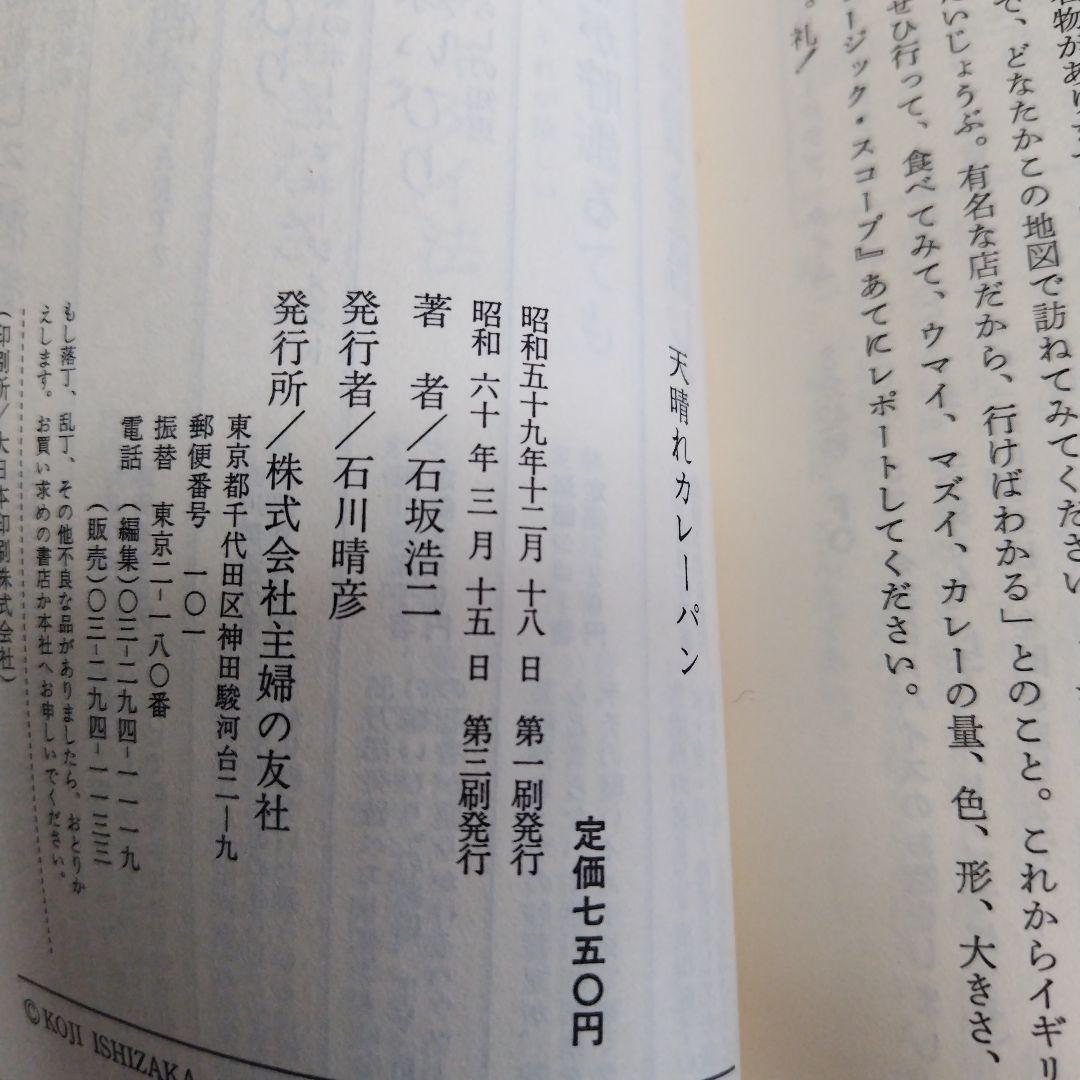 名物があります
で、どなたかこの地図で訪ねてみてください
だいじょうぶ。有名な店だから、行けばわかる」とのこと。これからイギリ
ぜひ行って、食べてみて、ウマイ、マズイ、カレーの量、色、形、大きさ、
ージック・スコープ』あてにレポートしてください。
。礼／
天晴れカレーパン
定価七五〇円
昭和五十九年十二月十八日　第一刷発行
昭和六十年三月十五日　第三刷発行
著　者／石坂浩二
発行者／石川晴彦
発行所／株式会社主婦の友社
東京都千代田区神田駿河台二ー九
郵便番号　一〇一
振替　東京二ー一八〇番
電話（編集）〇三ー二九四ー一一一九
（販売）〇三ー二九四ー一一三三
もし落丁、乱丁、その他不良な品がありましたら、おとりか
えします。お買い求めの書店か本社へお申しいでください。
（印刷所／大日本印刷株式会社）
© KOJI ISHIZAKA